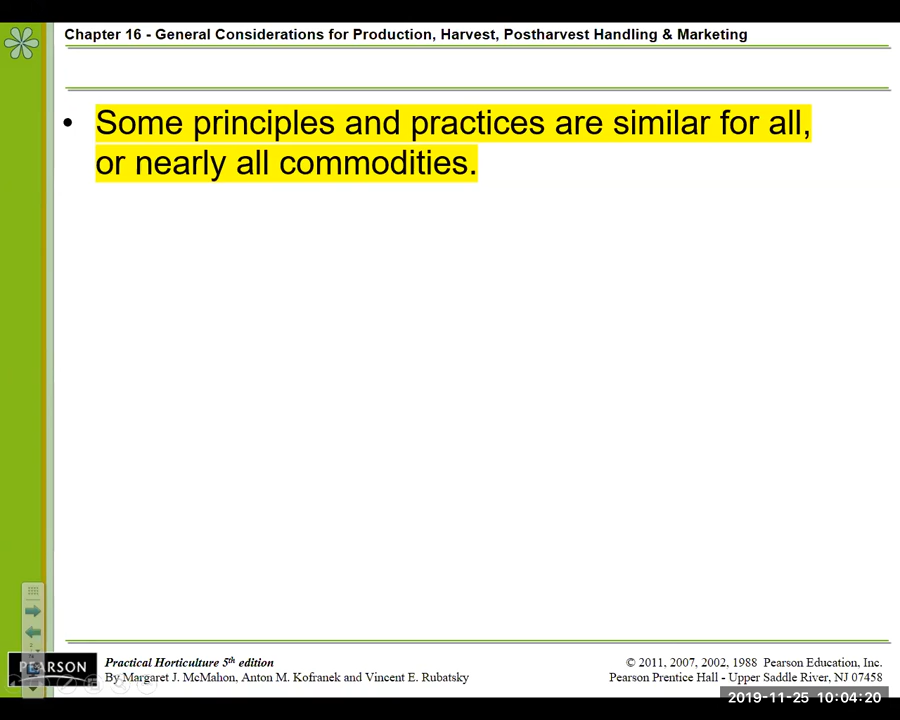 Chapter 16 - General Considerations for Production, Harvest, Postharvest Handling & Marketing
• Some principles and practices are similar for all,
or nearly all commodities.
PEARSON
Practical Horticulture 5th edition
By Margaret J. McMahon, Anton M. Kofranek and Vincent E. Rubatsky
© 2011, 2007, 2002, 1988 Pearson Education, Inc.
Pearson Prentice Hall - Upper Saddle River, NJ 07458
2019-11-25 10:04:20